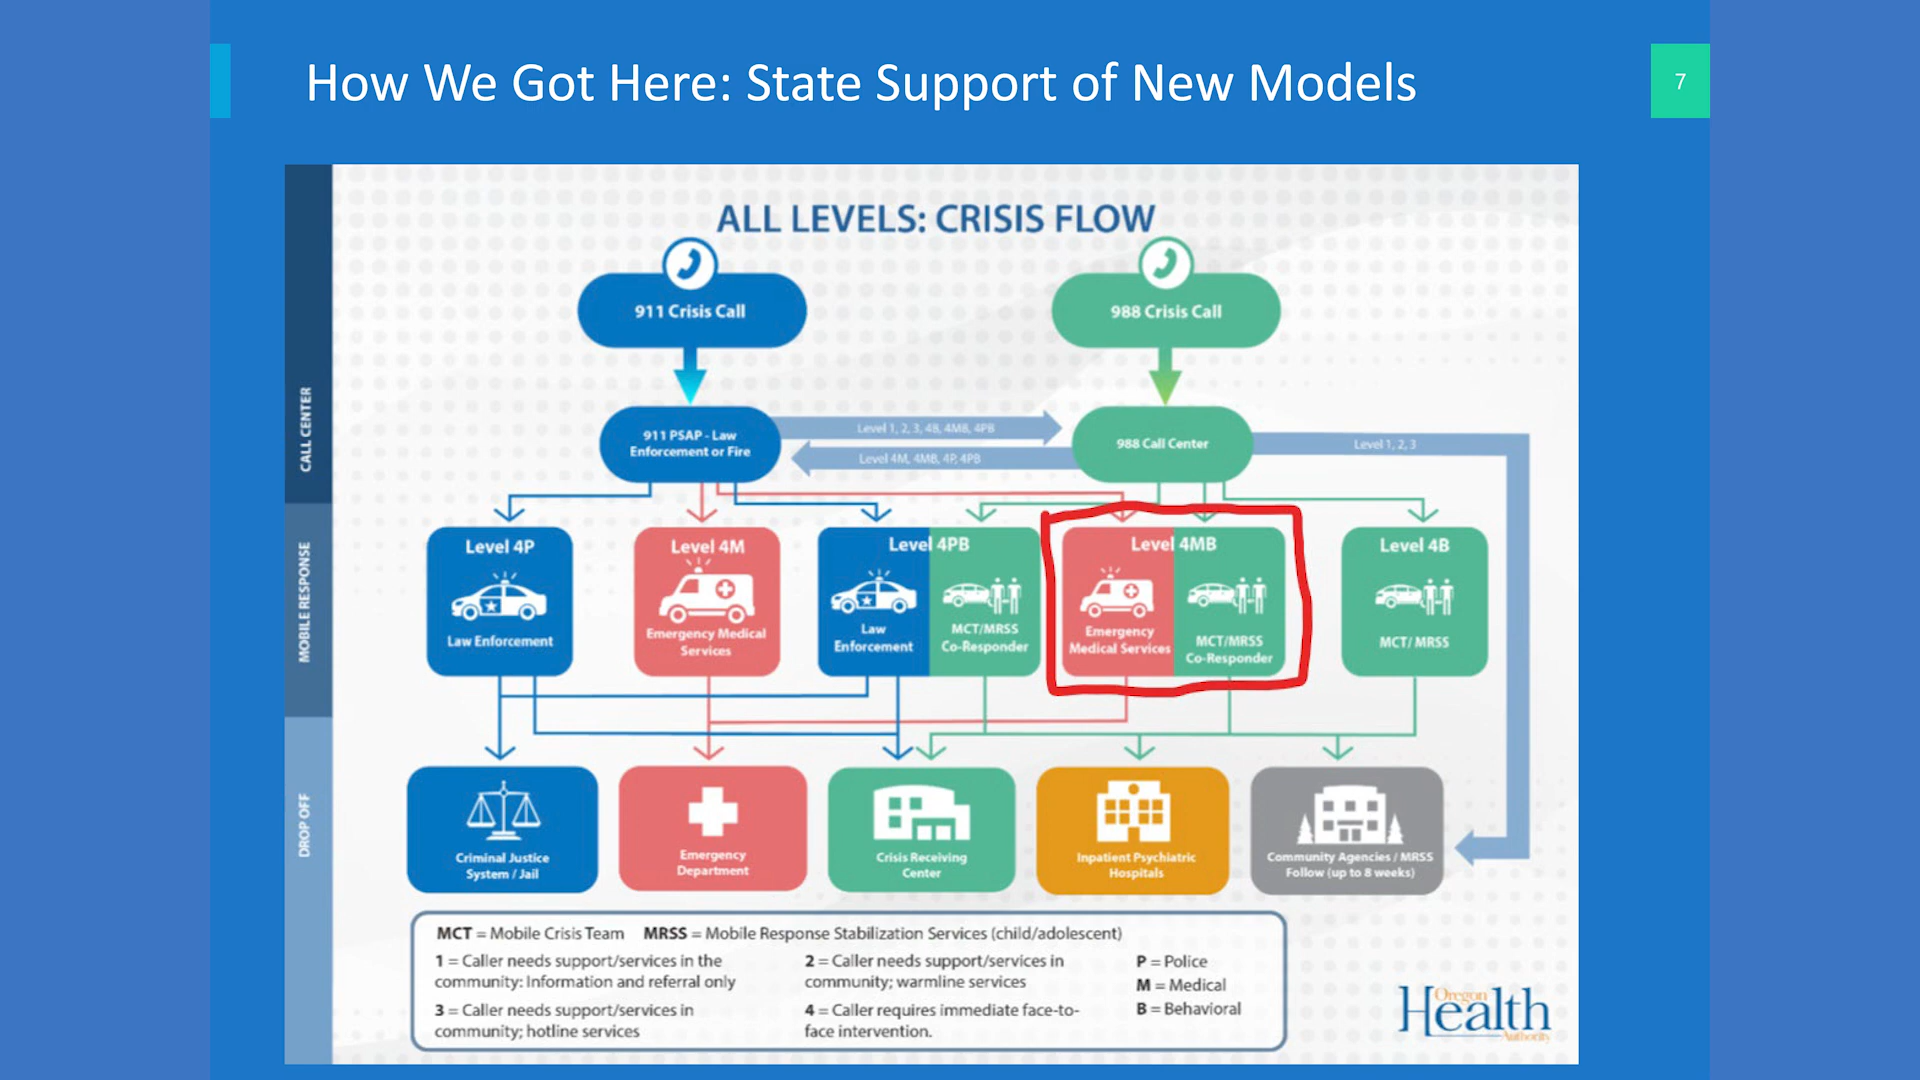 How We Got Here: State Support of New Models
7
ALL LEVELS: CRISIS FLOW
911 Crisis Call
988 Crisis Call
CALL CENTER
911 PSAP - Law
Enforcement or Fire
Level 1, 2, 3, 4B, 4MB, 4PB
Level 4M, 4MB, 4P, 4PB
988 Call Center
Level 1, 2, 3
MOBILE RESPONSE
Level 4P
Law Enforcement
Level 4M
Emergency Medical
Services
Level 4PB
Law
Enforcement
MCT/MRSS
Co-Responder
Level 4MB
Emergency
Medical Services
MCT/MRSS
Co-Responder
Level 4B
MCT/ MRSS
DROP OFF
Criminal Justice
System / Jail
Emergency
Department
Crisis Receiving
Center
Inpatient Psychiatric
Hospitals
Community Agencies / MRSS
Follow (up to 8 weeks)
MCT = Mobile Crisis Team MRSS = Mobile Response Stabilization Services (child/adolescent)
1 = Caller needs support/services in the
community: Information and referral only
2 = Caller needs support/services in
community; warmline services
3 = Caller needs support/services in
community; hotline services
4 = Caller requires immediate face-to-
face intervention.
P = Police
M = Medical
B = Behavioral
Oregon
Health
Authority